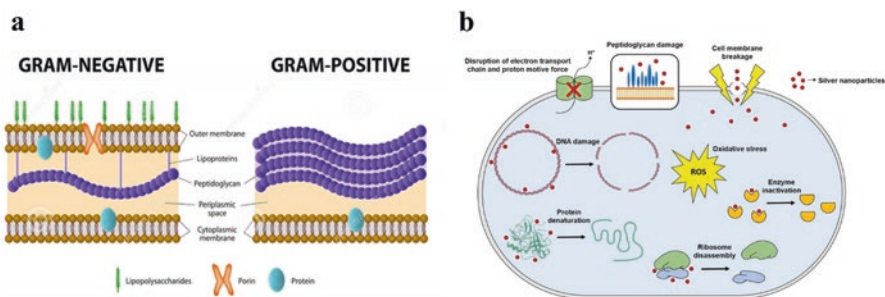 a
GRAM-NEGATIVE
GRAM-POSITIVE
Outer membrane
Lipoproteins
Peptidoglycan
Periplasmic
space
Cytoplasmic
membrane
Lipopolysaccharides
Porin
Protein
b
Disruption of electron transport
chain and proton motive force
H⁺
Peptidoglycan damage
Cell membrane
breakage
Silver nanoparticles
DNA damage
Oxidative stress
ROS
Enzyme
inactivation
Protein
denaturation
Ribosome
disassembly